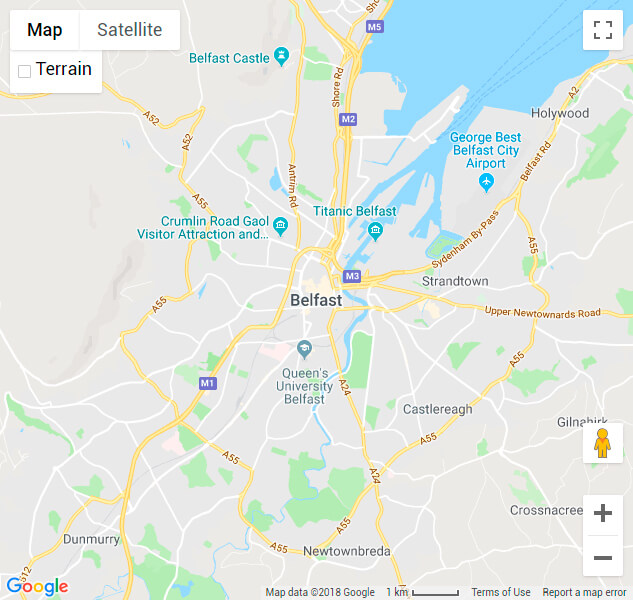 Map
Satellite
Terrain
M5
Belfast Castle
Shore Rd
A52
M2
A2
Holywood
George Best
Belfast City
Airport
A52
Antrim Rd
Belfast Rd
A55
Crumlin Road Gaol
Visitor Attraction and...
Titanic Belfast
Sydenham By-Pass
A55
M3
Strandtown
Belfast
A55
Upper Newtownards Road
A55
Queen's
University
Belfast
M1
A24
Castlereagh
Gilnahirk
A55
A55
A24
Crossnacree
A55
Dunmurry
A55
Newtownbreda
A512
Google
Map data ©2018 Google
1 km
Terms of Use
Report a map error